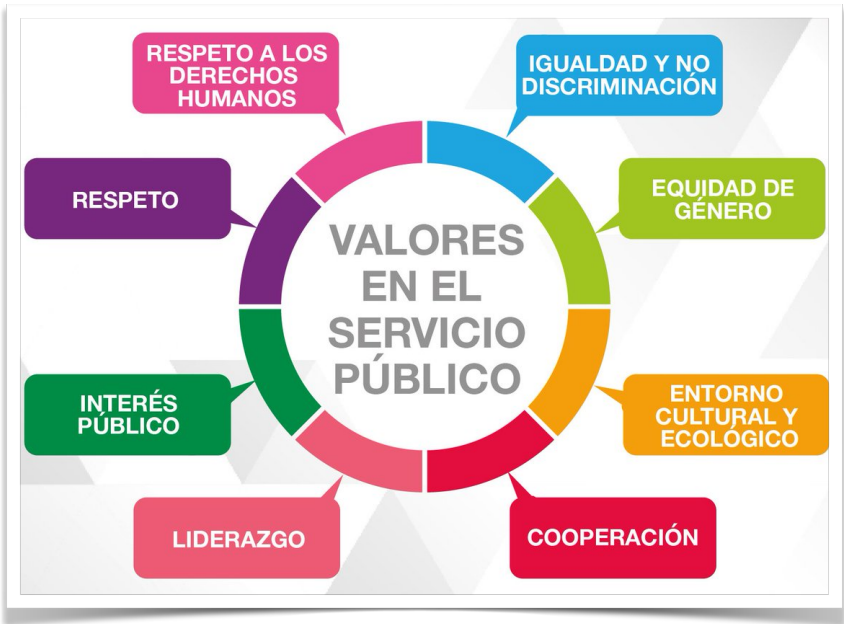 RESPETO A LOS
DERECHOS
HUMANOS
IGUALDAD Y NO
DISCRIMINACIÓN
RESPETO
EQUIDAD DE
GÉNERO
VALORES
EN EL
SERVICIO
PÚBLICO
INTERÉS
PÚBLICO
ENTORNO
CULTURAL Y
ECOLÓGICO
LIDERAZGO
COOPERACIÓN